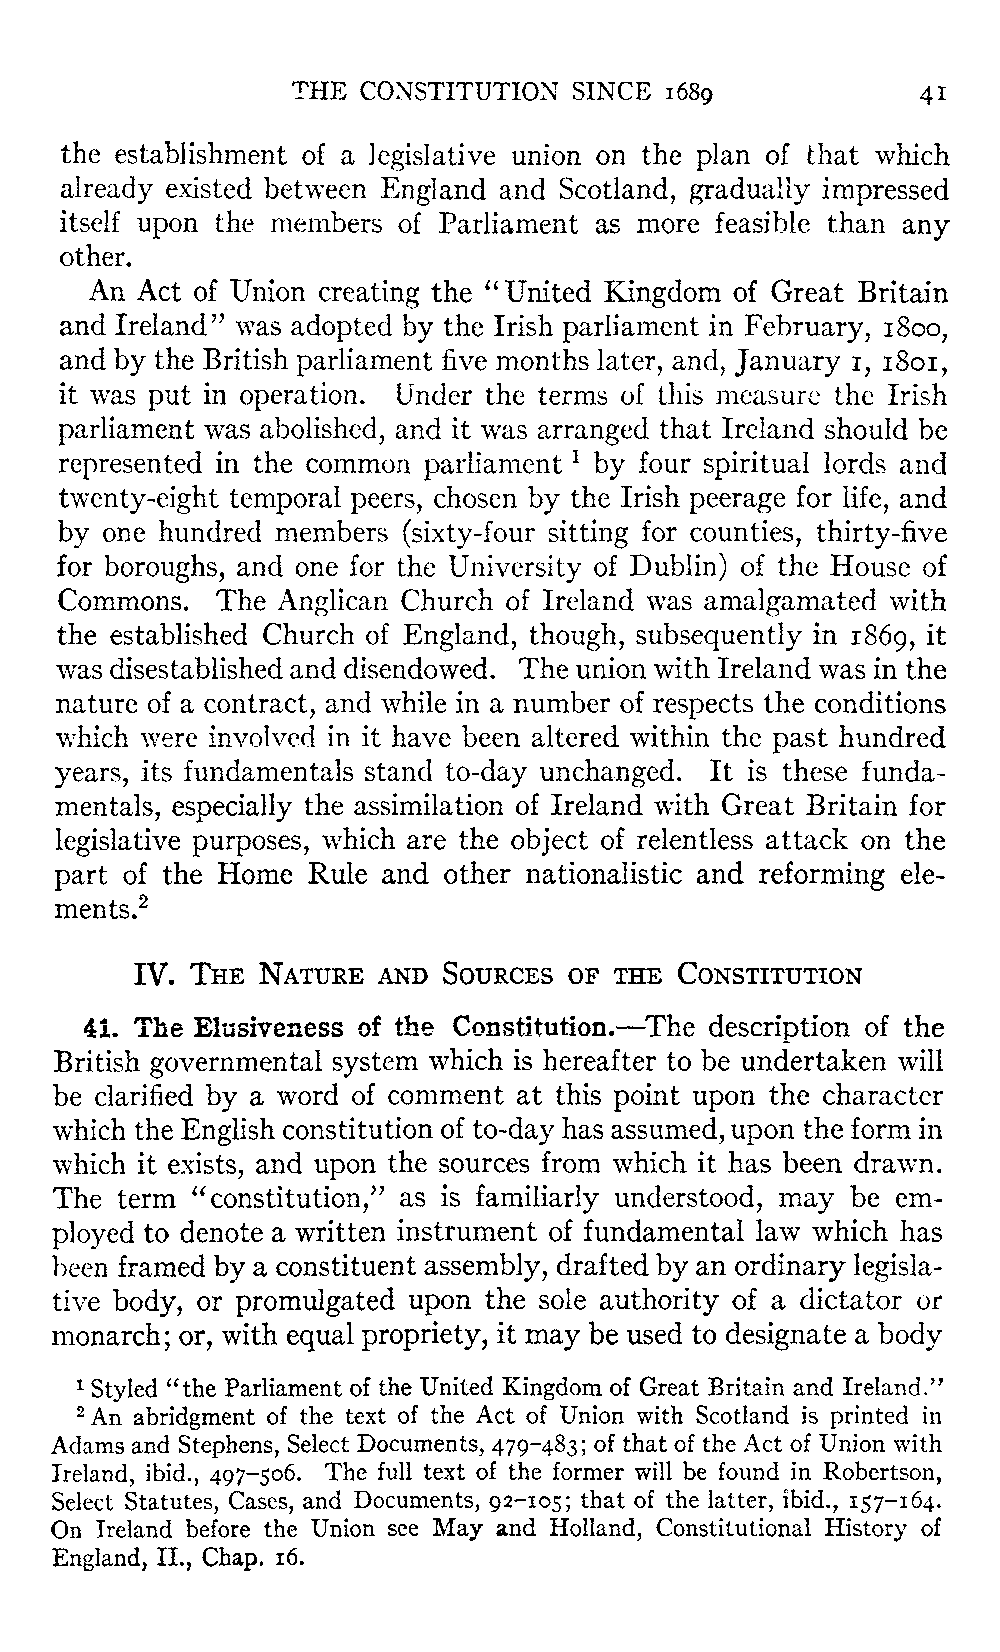 THE CONSTITUTION SINCE 1689 41
the establishment of a legislative union on the plan of that which
already existed between England and Scotland, gradually impressed
itself upon the members of Parliament as more feasible than any
other.
An Act of Union creating the “United Kingdom of Great Britain
and Ireland” was adopted by the Irish parliament in February, 1800,
and by the British parliament five months later, and, January 1, 1801,
it was put in operation. Under the terms of this measure the Irish
parliament was abolished, and it was arranged that Ireland should be
represented in the common parliament ¹ by four spiritual lords and
twenty-eight temporal peers, chosen by the Irish peerage for life, and
by one hundred members (sixty-four sitting for counties, thirty-five
for boroughs, and one for the University of Dublin) of the House of
Commons. The Anglican Church of Ireland was amalgamated with
the established Church of England, though, subsequently in 1869, it
was disestablished and disendowed. The union with Ireland was in the
nature of a contract, and while in a number of respects the conditions
which were involved in it have been altered within the past hundred
years, its fundamentals stand to-day unchanged. It is these funda-
mentals, especially the assimilation of Ireland with Great Britain for
legislative purposes, which are the object of relentless attack on the
part of the Home Rule and other nationalistic and reforming ele-
ments.²
IV. THE NATURE AND SOURCES OF THE CONSTITUTION
41. The Elusiveness of the Constitution.—The description of the
British governmental system which is hereafter to be undertaken will
be clarified by a word of comment at this point upon the character
which the English constitution of to-day has assumed, upon the form in
which it exists, and upon the sources from which it has been drawn.
The term “constitution,” as is familiarly understood, may be em-
ployed to denote a written instrument of fundamental law which has
been framed by a constituent assembly, drafted by an ordinary legisla-
tive body, or promulgated upon the sole authority of a dictator or
monarch; or, with equal propriety, it may be used to designate a body
¹ Styled “the Parliament of the United Kingdom of Great Britain and Ireland.”
² An abridgment of the text of the Act of Union with Scotland is printed in
Adams and Stephens, Select Documents, 479–483; of that of the Act of Union with
Ireland, ibid., 497–506. The full text of the former will be found in Robertson,
Select Statutes, Cases, and Documents, 92–105; that of the latter, ibid., 157–164.
On Ireland before the Union see May and Holland, Constitutional History of
England, II., Chap. 16.